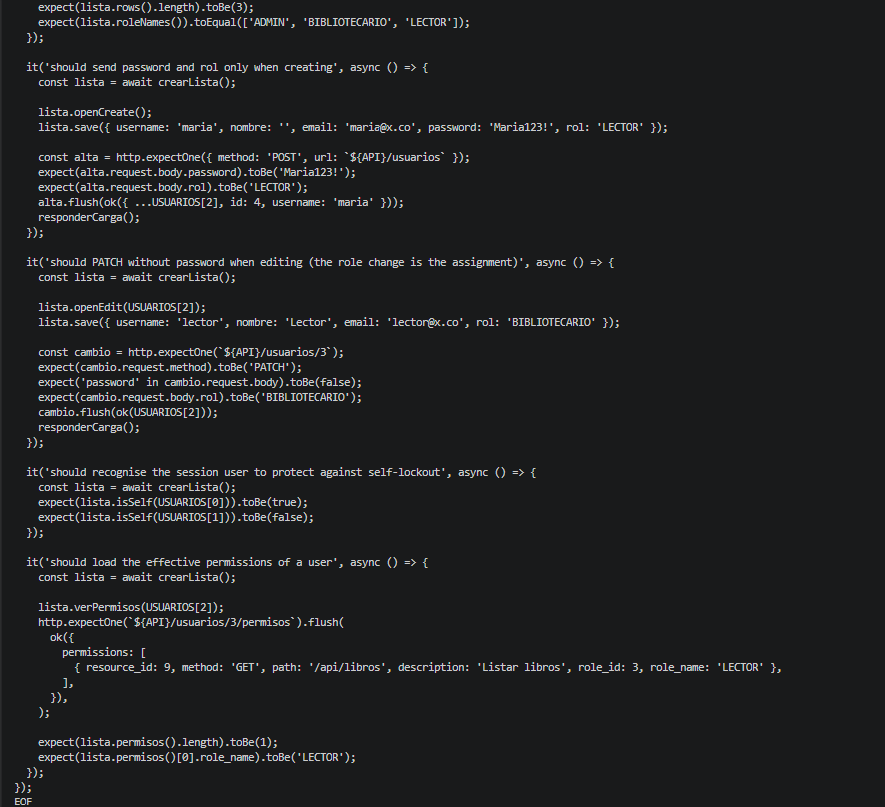 expect(lista.rows().length).toBe(3);
expect(lista.roleNames()).toEqual(['ADMIN', 'BIBLIOTECARIO', 'LECTOR']);
});
it('should send password and rol only when creating', async () => {
const lista = await crearLista();
lista.openCreate();
lista.save({ username: 'maria', nombre: '', email: 'maria@x.co', password: 'Maria123!', rol: 'LECTOR' });
const alta = http.expectOne({ method: 'POST', url: `${API}/usuarios` });
expect(alta.request.body.password).toBe('Maria123!');
expect(alta.request.body.rol).toBe('LECTOR');
alta.flush(ok({ ...USUARIOS[2], id: 4, username: 'maria' }));
responderCarga();
});
it('should PATCH without password when editing (the role change is the assignment)', async () => {
const lista = await crearLista();
lista.openEdit(USUARIOS[2]);
lista.save({ username: 'lector', nombre: 'Lector', email: 'lector@x.co', rol: 'BIBLIOTECARIO' });
const cambio = http.expectOne(`${API}/usuarios/3`);
expect(cambio.request.method).toBe('PATCH');
expect('password' in cambio.request.body).toBe(false);
expect(cambio.request.body.rol).toBe('BIBLIOTECARIO');
cambio.flush(ok(USUARIOS[2]));
responderCarga();
});
it('should recognise the session user to protect against self-lockout', async () => {
const lista = await crearLista();
expect(lista.isSelf(USUARIOS[0])).toBe(true);
expect(lista.isSelf(USUARIOS[1])).toBe(false);
});
it('should load the effective permissions of a user', async () => {
const lista = await crearLista();
lista.verPermisos(USUARIOS[2]);
http.expectOne(`${API}/usuarios/3/permisos`).flush(
ok({
permissions: [
{ resource_id: 9, method: 'GET', path: '/api/libros', description: 'Listar libros', role_id: 3, role_name: 'LECTOR' },
],
}),
);
expect(lista.permisos().length).toBe(1);
expect(lista.permisos()[0].role_name).toBe('LECTOR');
});
});
EOF